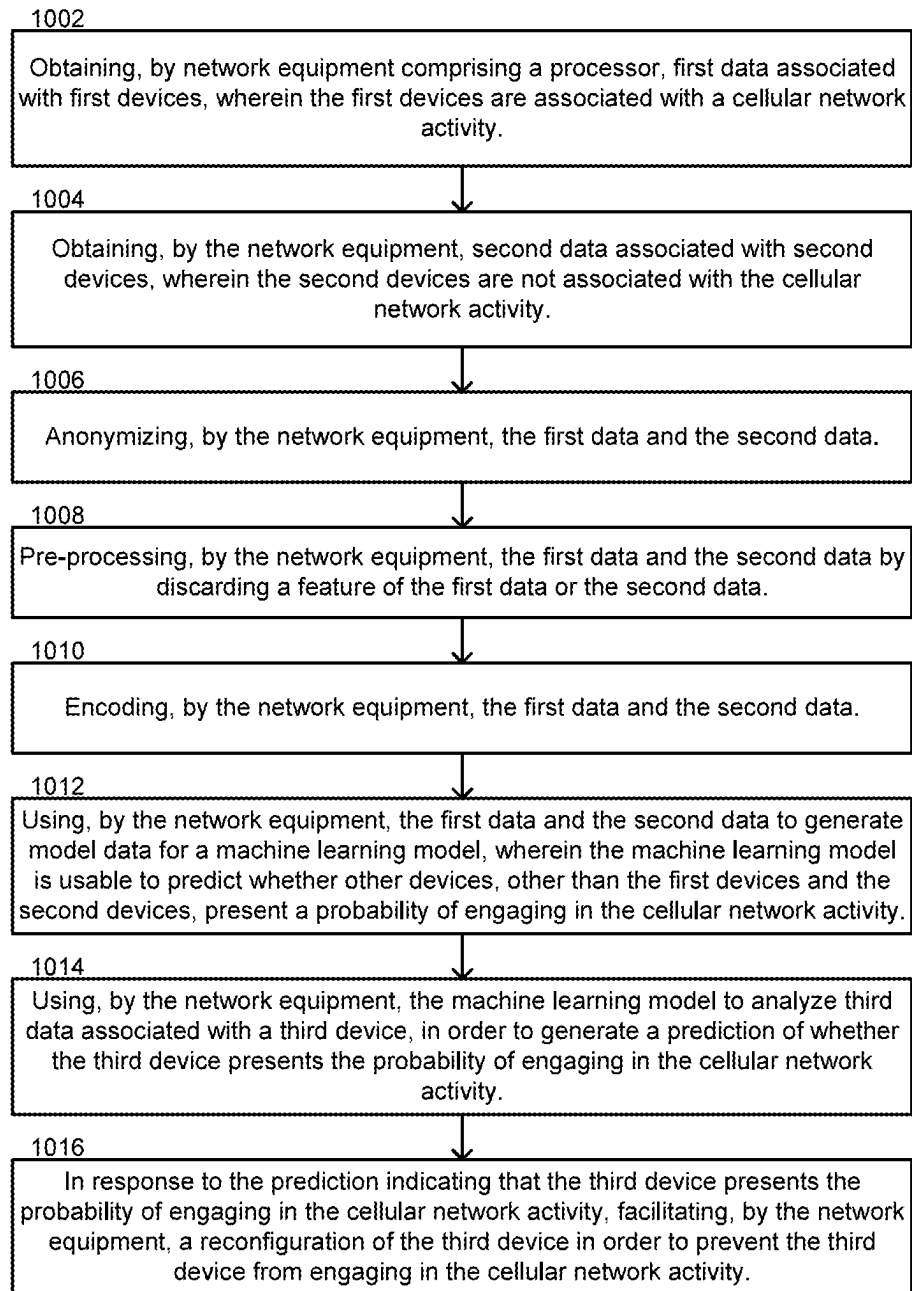 1002
Obtaining, by network equipment comprising a processor, first data associated
with first devices, wherein the first devices are associated with a cellular network
activity.
1004
Obtaining, by the network equipment, second data associated with second
devices, wherein the second devices are not associated with the cellular
network activity.
1006
Anonymizing, by the network equipment, the first data and the second data.
1008
Pre-processing, by the network equipment, the first data and the second data by
discarding a feature of the first data or the second data.
1010
Encoding, by the network equipment, the first data and the second data.
1012
Using, by the network equipment, the first data and the second data to generate
model data for a machine learning model, wherein the machine learning model
is usable to predict whether other devices, other than the first devices and the
second devices, present a probability of engaging in the cellular network activity.
1014
Using, by the network equipment, the machine learning model to analyze third
data associated with a third device, in order to generate a prediction of whether
the third device presents the probability of engaging in the cellular network
activity.
1016
In response to the prediction indicating that the third device presents the
probability of engaging in the cellular network activity, facilitating, by the network
equipment, a reconfiguration of the third device in order to prevent the third
device from engaging in the cellular network activity.